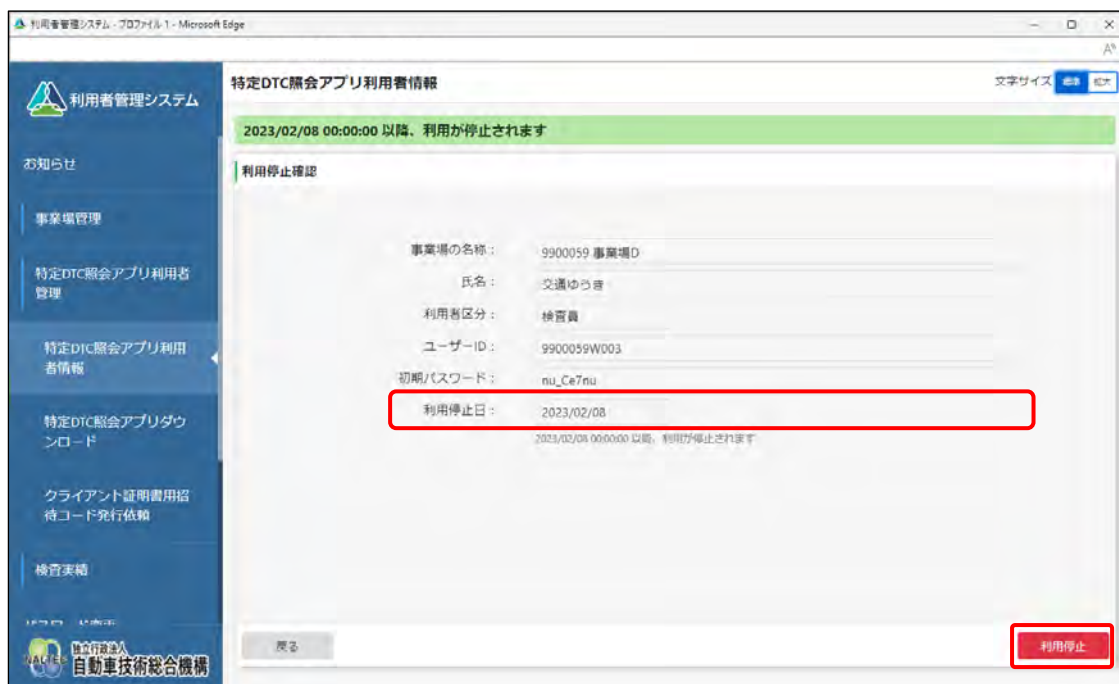 利用者管理システム - プロファイル 1 - Microsoft Edge
利用者管理システム
特定DTC照会アプリ利用者情報
文字サイズ 標準 拡大
2023/02/08 00:00:00 以降、利用が停止されます
お知らせ
事業場管理
特定DTC照会アプリ利用者
管理
特定DTC照会アプリ利用
者情報
特定DTC照会アプリダウ
ンロード
クライアント証明書用招
待コード発行依頼
検査実績
利用停止確認
事業場の名称： 9900059 事業場D
氏名： 交通ゆうき
利用者区分： 検査員
ユーザーID： 9900059W003
初期パスワード： nu_Ce7nu
利用停止日： 2023/02/08
2023/02/08 00:00:00 以降、利用が停止されます
戻る
利用停止
NALTEC 独立行政法人
自動車技術総合機構